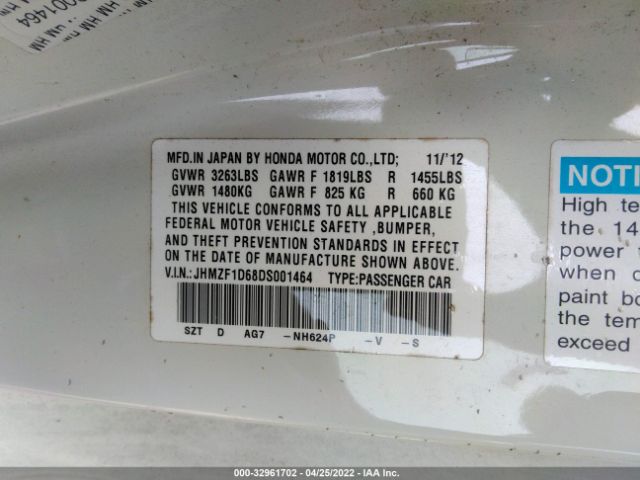 001464
HM HM
MFD.IN JAPAN BY HONDA MOTOR CO.,LTD; 11/'12
GVWR 3263LBS GAWR F 1819LBS R 1455LBS
GVWR 1480KG GAWR F 825 KG R 660 KG
THIS VEHICLE CONFORMS TO ALL APPLICABLE
FEDERAL MOTOR VEHICLE SAFETY ,BUMPER,
AND THEFT PREVENTION STANDARDS IN EFFECT
ON THE DATE OF MANUFACTURE SHOWN ABOVE.
V.I.N.:JHMZF1D68DS001464 TYPE:PASSENGER CAR
SZT D AG7 -NH624P -V -S
NOTI
High te
the 14
power
when
paint bo
the tem
exceed
000-32961702 - 04/25/2022 - IAA Inc.